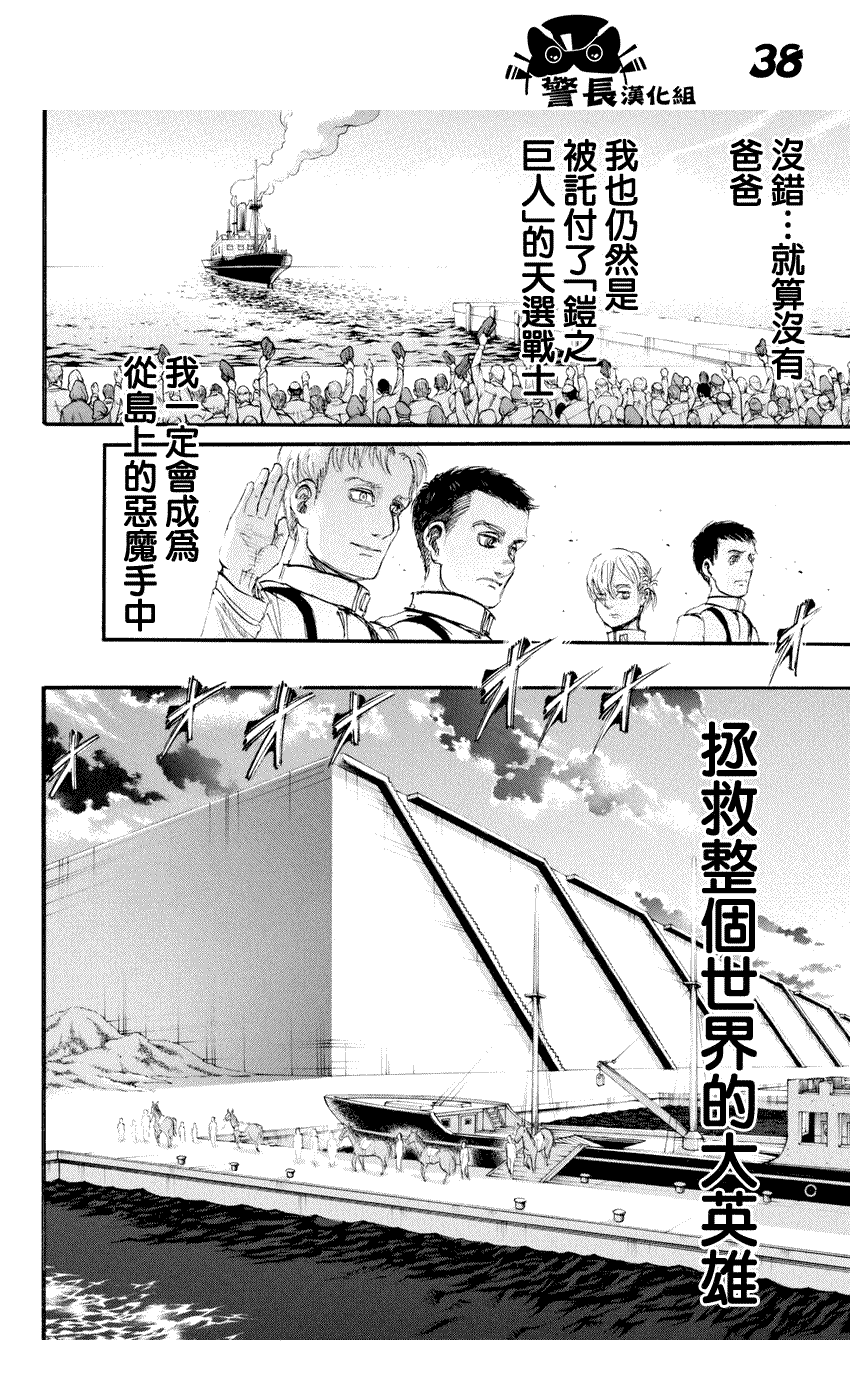 38
警長漢化組
沒錯…就算沒有
爸爸
我也仍然是
被託付了「鎧之
巨人」的天選戰士
我一定會成為
從島上的惡魔手中
拯救整個世界的大英雄